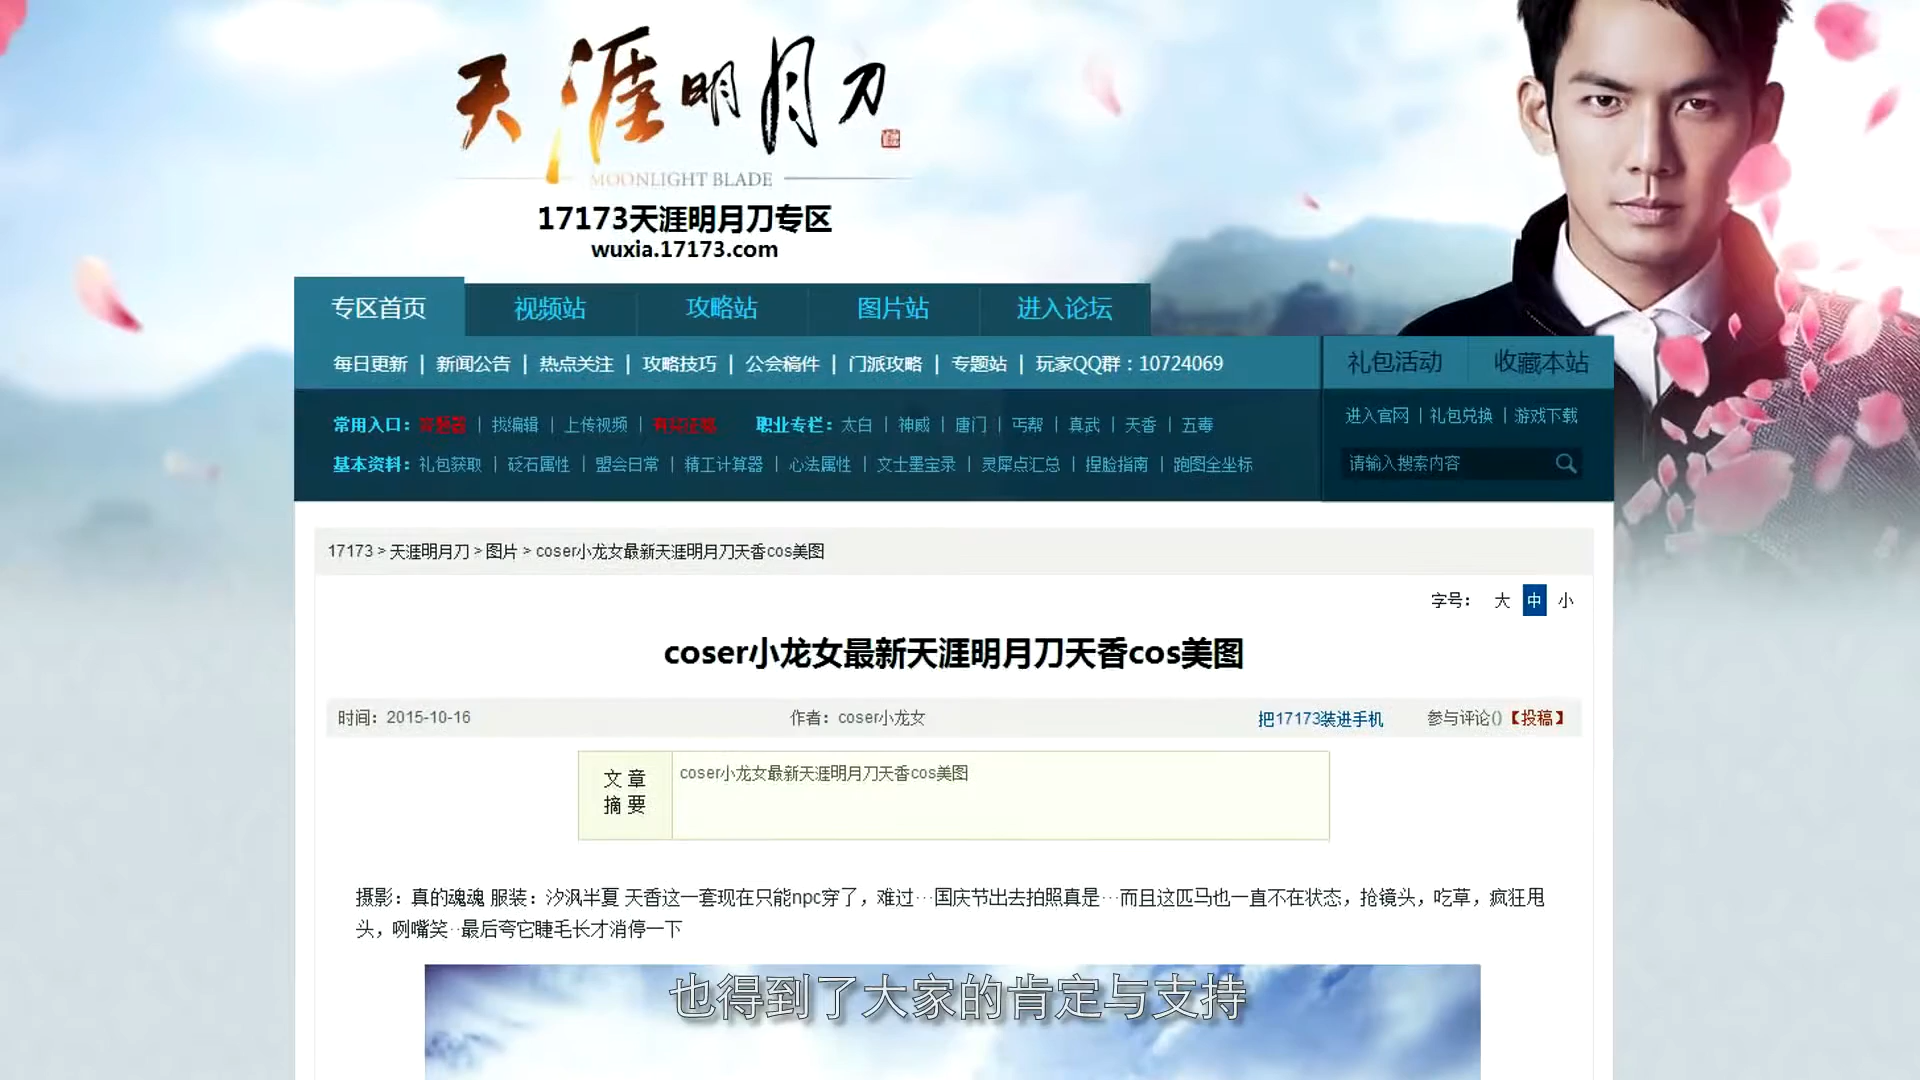 天涯明月刀
MOONLIGHT BLADE
17173天涯明月刀专区
wuxia.17173.com
专区首页 视频站 攻略站 图片站 进入论坛
每日更新 | 新闻公告 | 热点关注 | 攻略技巧 | 公会稿件 | 门派攻略 | 专题站 | 玩家QQ群：10724069
礼包活动 收藏本站
常用入口： | 找编辑 | 上传视频 | 职业专栏：太白 | 神威 | 唐门 | 丐帮 | 真武 | 天香 | 五毒
进入官网 | 礼包兑换 | 游戏下载
基本资料：礼包获取 | 砭石属性 | 盟会日常 | 精工计算器 | 心法属性 | 文士墨宝录 | 灵犀点汇总 | 捏脸指南 | 跑图全坐标
请输入搜索内容
17173 > 天涯明月刀 > 图片 > coser小龙女最新天涯明月刀天香cos美图
字号： 大 中 小
coser小龙女最新天涯明月刀天香cos美图
时间：2015-10-16 作者：coser小龙女 把17173装进手机 参与评论() 【投稿】
文章
摘要
coser小龙女最新天涯明月刀天香cos美图
摄影：真的魂魂 服装：汐沨半夏 天香这一套现在只能npc穿了，难过···国庆节出去拍照真是···而且这匹马也一直不在状态，抢镜头，吃草，疯狂甩
头，咧嘴笑··最后夸它睫毛长才消停一下
也得到了大家的肯定与支持